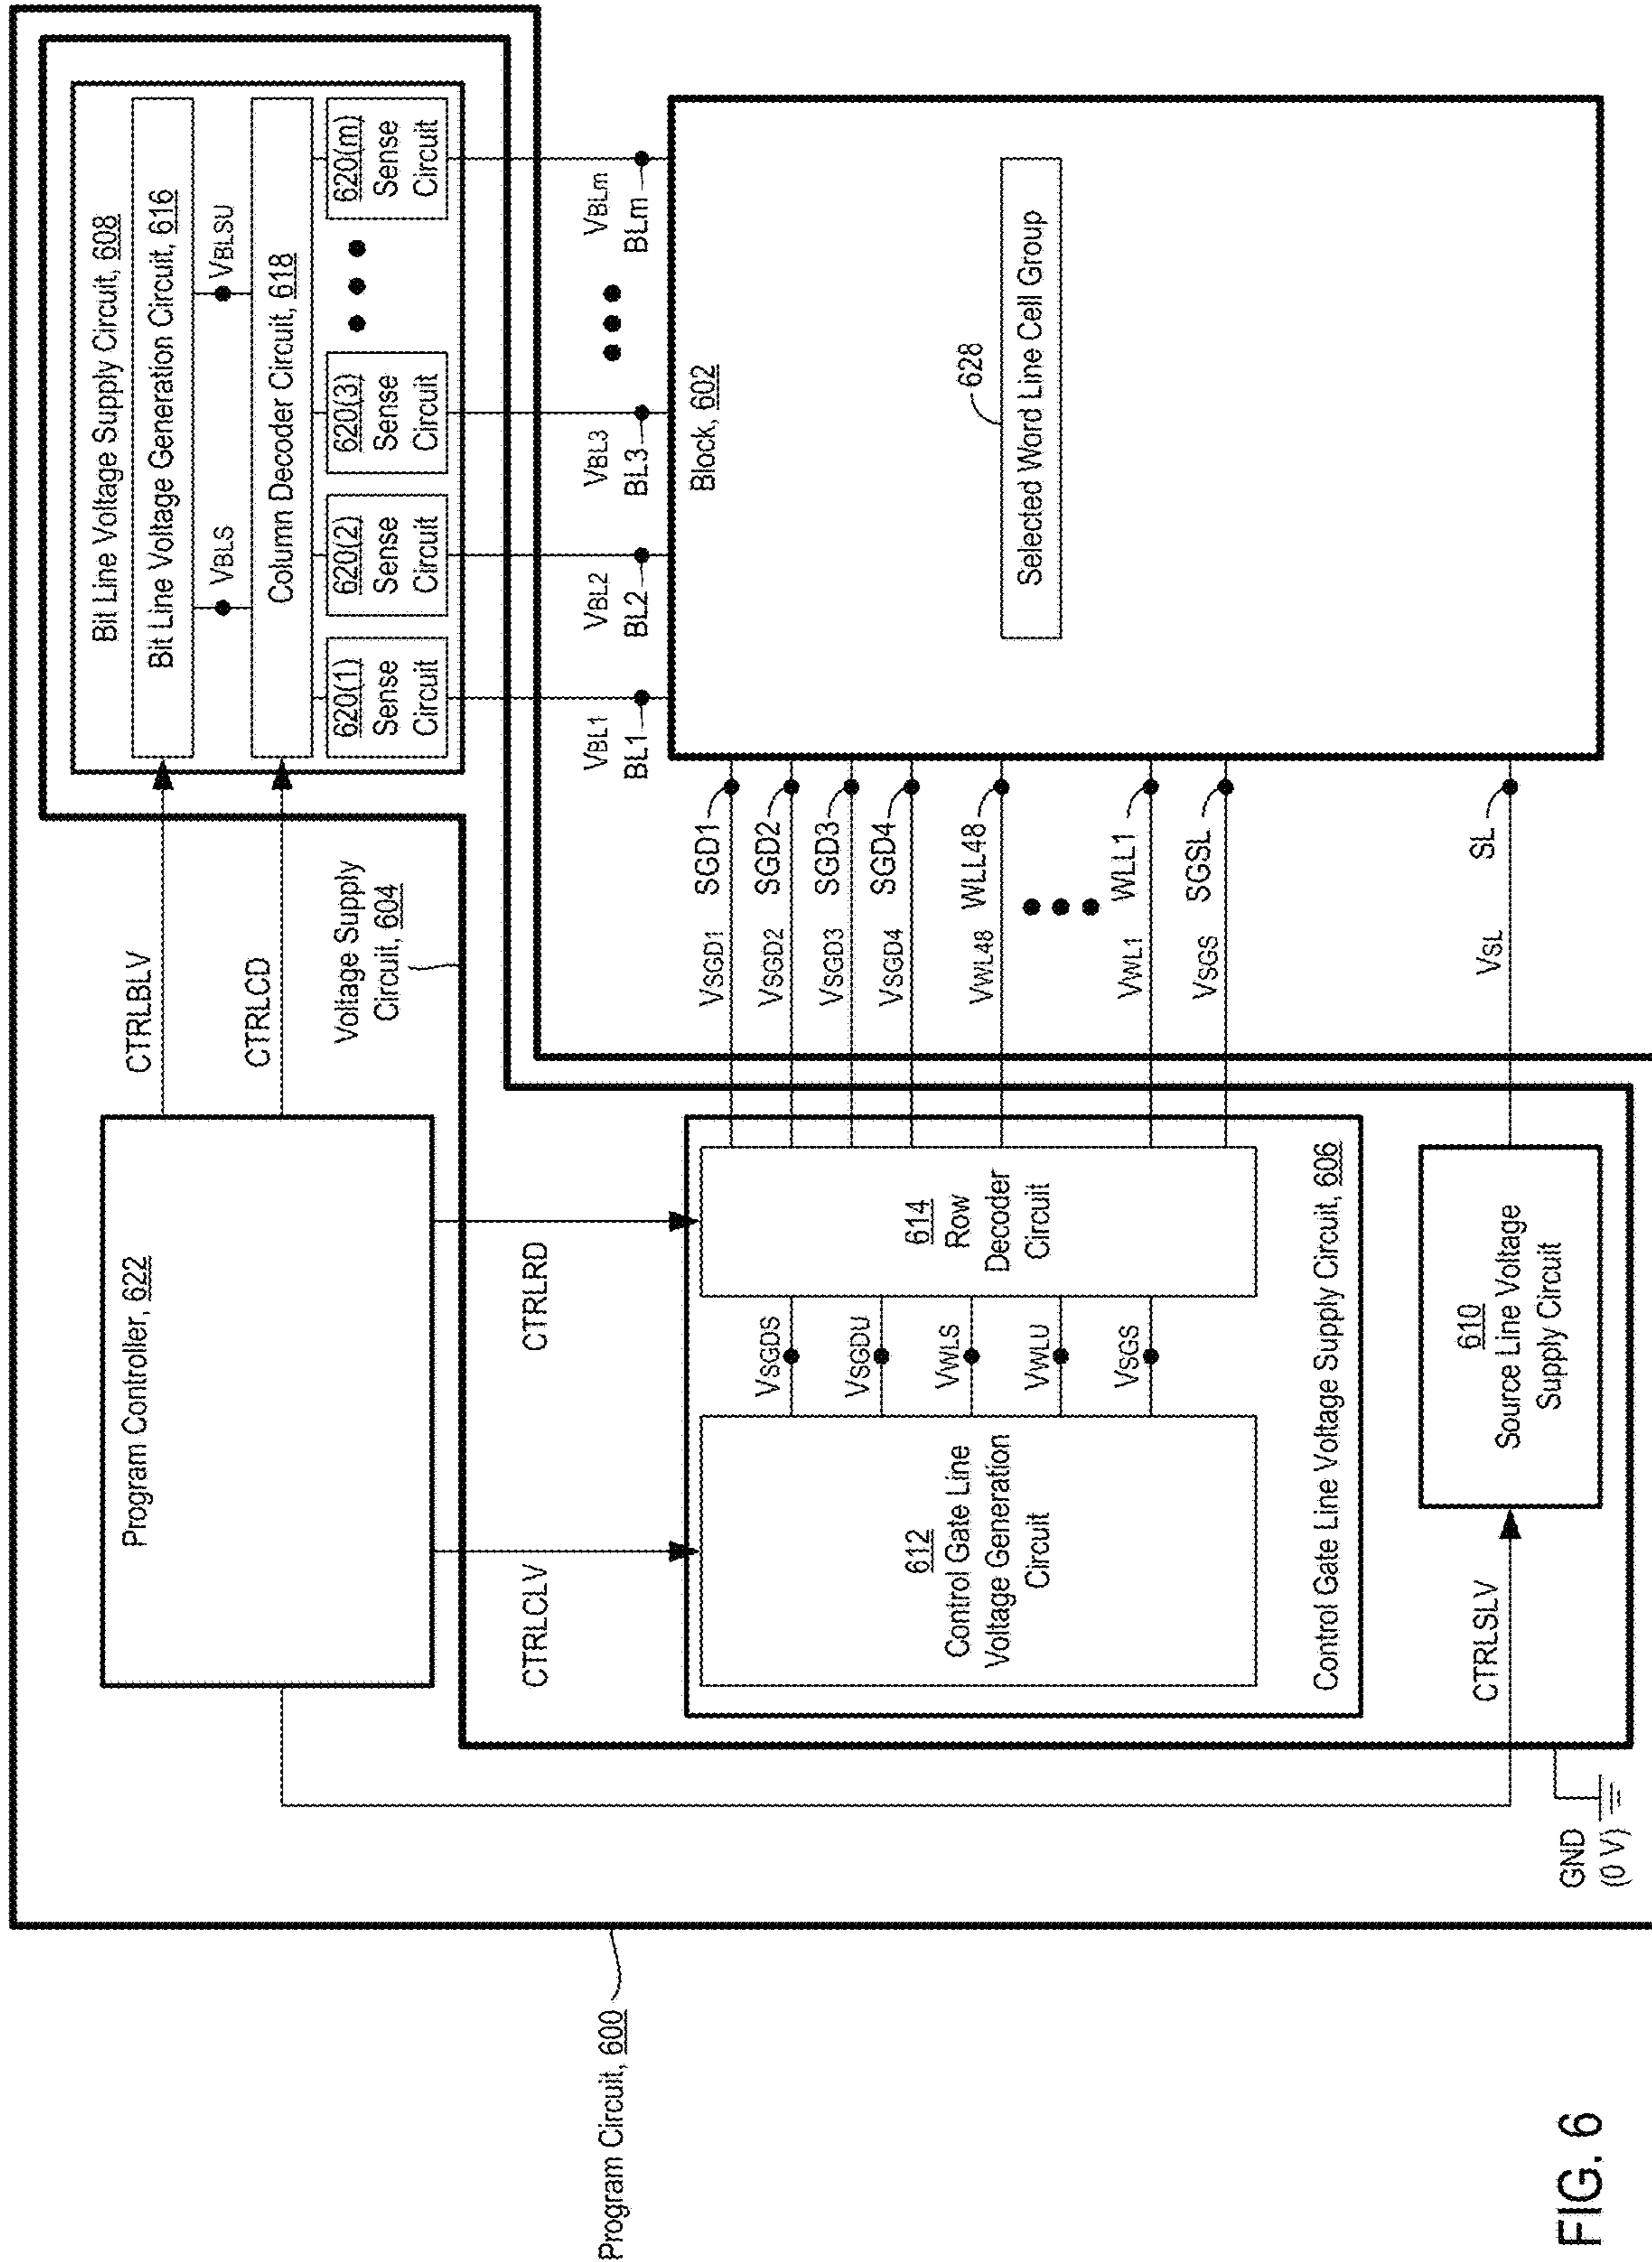 Program Circuit, 600
Program Controller, 622
CTRLBLV
CTRLCD
Voltage Supply
Circuit, 604
Bit Line Voltage Supply Circuit, 608
Bit Line Voltage Generation Circuit, 616
VBLS
VBLSU
Column Decoder Circuit, 618
620(1)
Sense
Circuit
620(2)
Sense
Circuit
620(3)
Sense
Circuit
620(m)
Sense
Circuit
VBL1
BL1
VBL2
BL2
VBL3
BL3
VBLm
BLm
CTRLCLV
CTRLRD
612
Control Gate Line
Voltage Generation
Circuit
VSGDS
VSGDU
VWLS
VWLU
VSGS
614
Row
Decoder
Circuit
Control Gate Line Voltage Supply Circuit, 606
VSGD1 SGD1
VSGD2 SGD2
VSGD3 SGD3
VSGD4 SGD4
VWL48 WLL48
VWL1 WLL1
VSGS SGSL
VSL SL
Block, 602
628
Selected Word Line Cell Group
CTRLSLV
610
Source Line Voltage
Supply Circuit
GND
(0 V)
FIG. 6